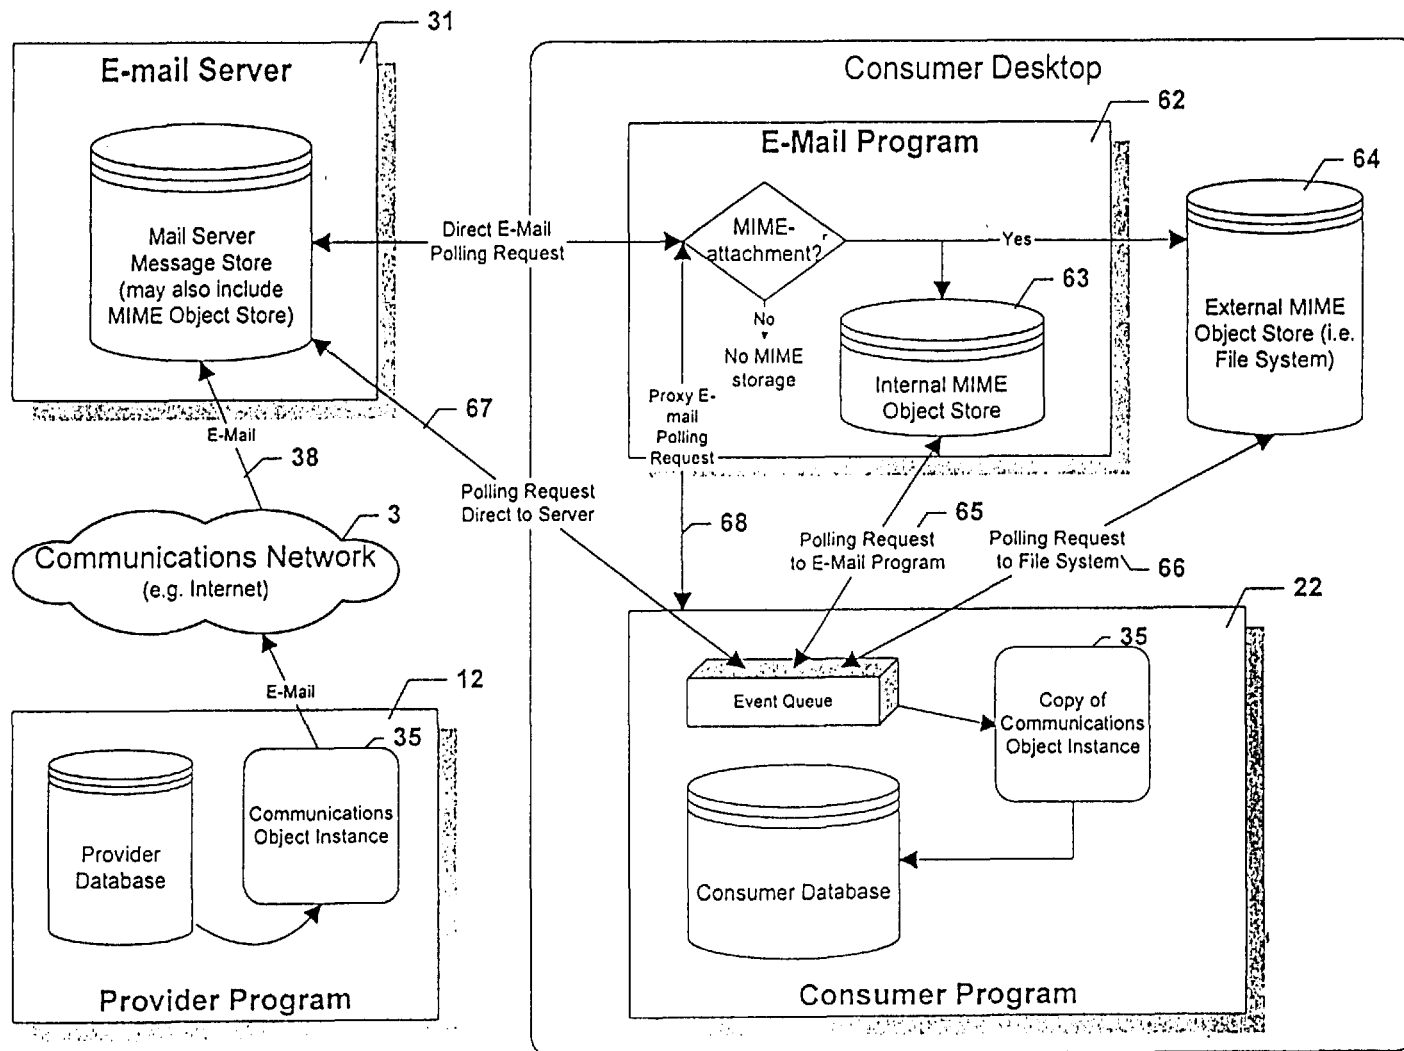 31
E-mail Server
Mail Server
Message Store
(may also include
MIME Object Store)
Direct E-Mail
Polling Request
Consumer Desktop
62
E-Mail Program
MIME-
attachment?
Yes
No
No MIME
storage
63
Internal MIME
Object Store
64
External MIME
Object Store (i.e.
File System)
Proxy E-
mail
Polling
Request
67
E-Mail
38
Polling Request
Direct to Server
68
65
Polling Request
to E-Mail Program
Polling Request
to File System
66
3
Communications Network
(e.g. Internet)
E-Mail
12
35
Provider
Database
Communications
Object Instance
Provider Program
22
35
Event Queue
Copy of
Communications
Object Instance
Consumer Database
Consumer Program